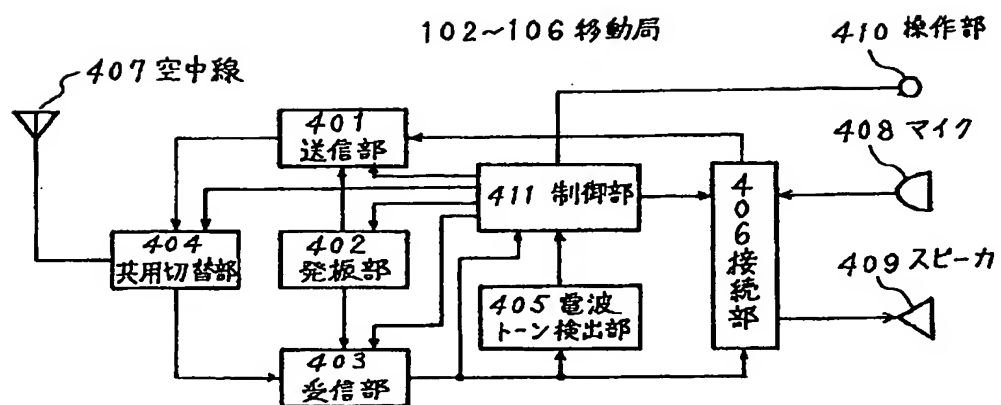 102~106 移動局
410 操作部
407 空中線
401
送信部
408 マイク
411 制御部
406接続部
404
共用切替部
402
発板部
409 スピーカ
405 電波
トーン検出部
403
受信部